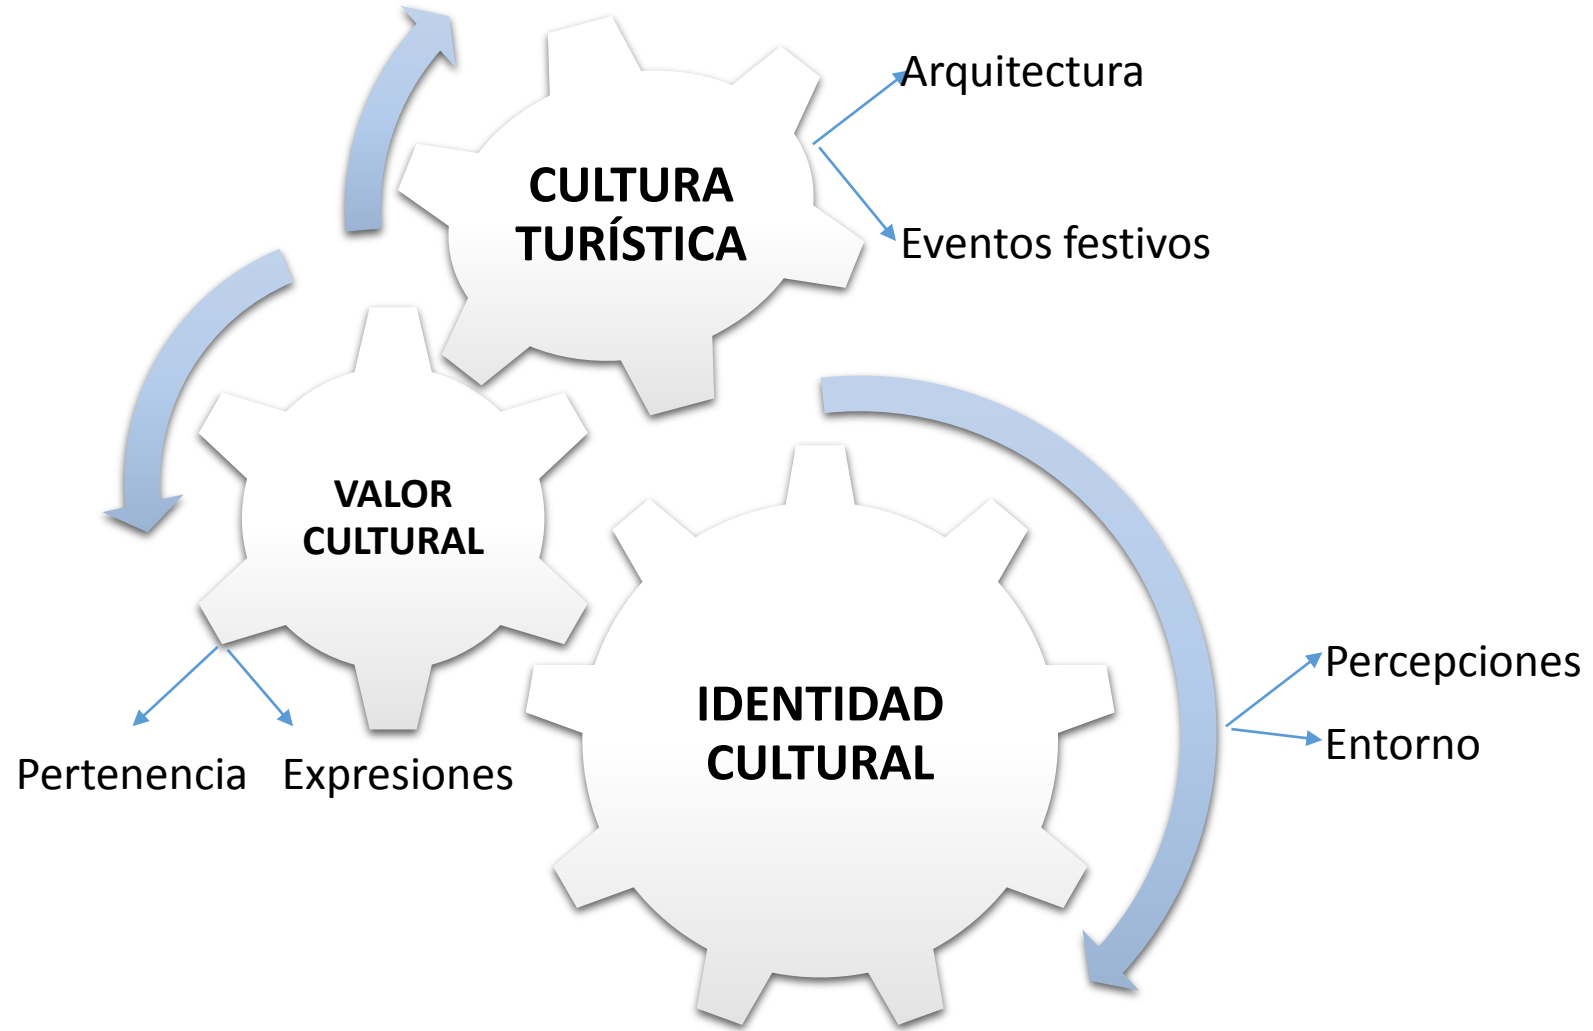 Arquitectura
CULTURA
TURÍSTICA
Eventos festivos
VALOR
CULTURAL
Pertenencia
Expresiones
IDENTIDAD
CULTURAL
Percepciones
Entorno